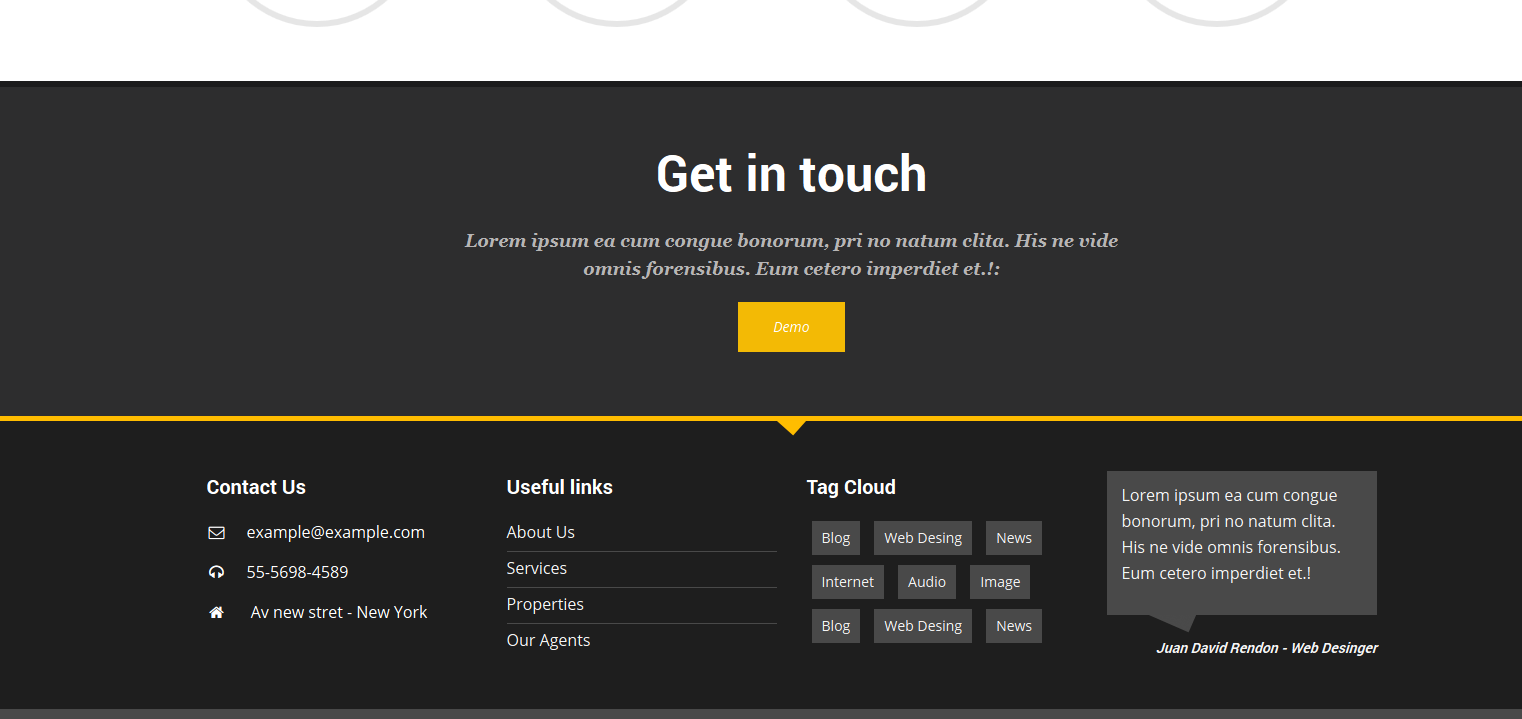 Get in touch
Lorem ipsum ea cum congue bonorum, pri no natum clita. His ne vide
omnis forensibus. Eum cetero imperdiet et.!:
Demo
Contact Us
example@example.com
55-5698-4589
Av new stret - New York
Useful links
About Us
Services
Properties
Our Agents
Tag Cloud
Blog Web Desing News
Internet Audio Image
Blog Web Desing News
Lorem ipsum ea cum congue
bonorum, pri no natum clita.
His ne vide omnis forensibus.
Eum cetero imperdiet et.!
Juan David Rendon - Web Desinger